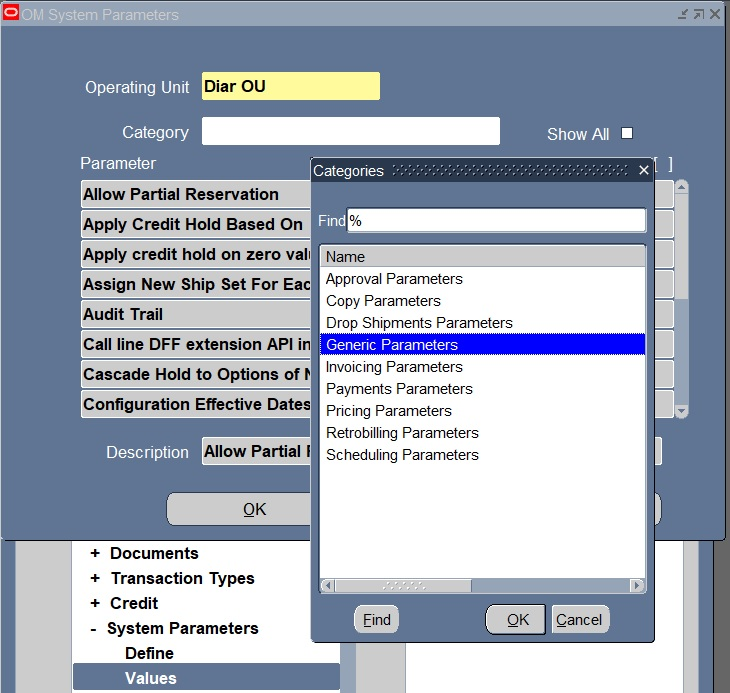 OM System Parameters
Operating Unit Diar OU
Category
Show All
Parameter
[ ]
Allow Partial Reservation
Apply Credit Hold Based On
Apply credit hold on zero valu
Assign New Ship Set For Eac
Audit Trail
Call line DFF extension API in
Cascade Hold to Options of N
Configuration Effective Dates
Description Allow Partial
OK
Categories
Find %
Name
Approval Parameters
Copy Parameters
Drop Shipments Parameters
Generic Parameters
Invoicing Parameters
Payments Parameters
Pricing Parameters
Retrobilling Parameters
Scheduling Parameters
Find OK Cancel
+ Documents
+ Transaction Types
+ Credit
- System Parameters
Define
Values